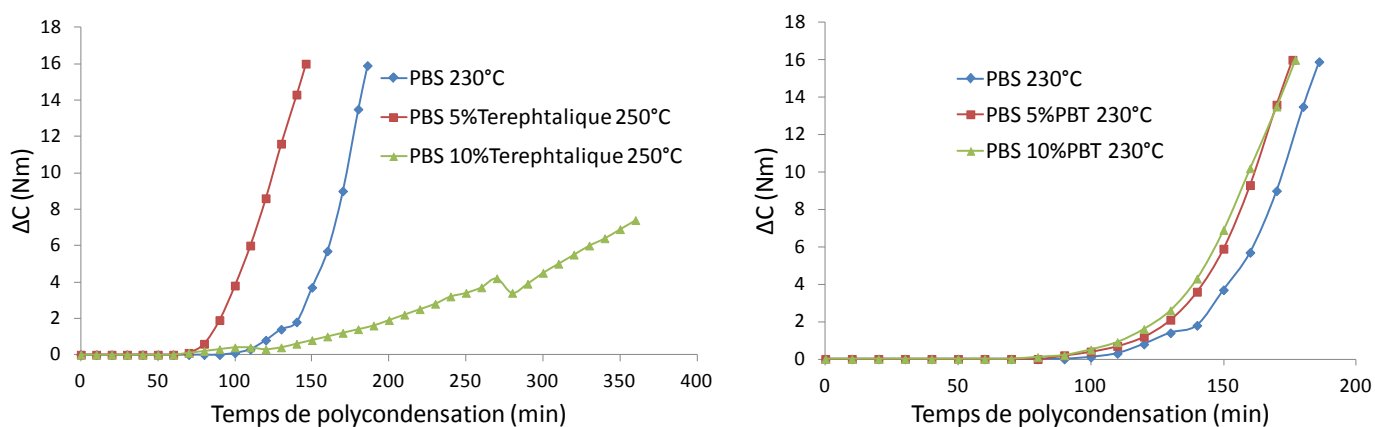 18
16
14
12
10
8
6
4
2
0
ΔC (Nm)
PBS 230°C
PBS 5%Terephtalique 250°C
PBS 10%Terephtalique 250°C
0 50 100 150 200 250 300 350 400
Temps de polycondensation (min)
18
16
14
12
10
8
6
4
2
0
ΔC (Nm)
PBS 230°C
PBS 5%PBT 230°C
PBS 10%PBT 230°C
0 50 100 150 200
Temps de polycondensation (min)